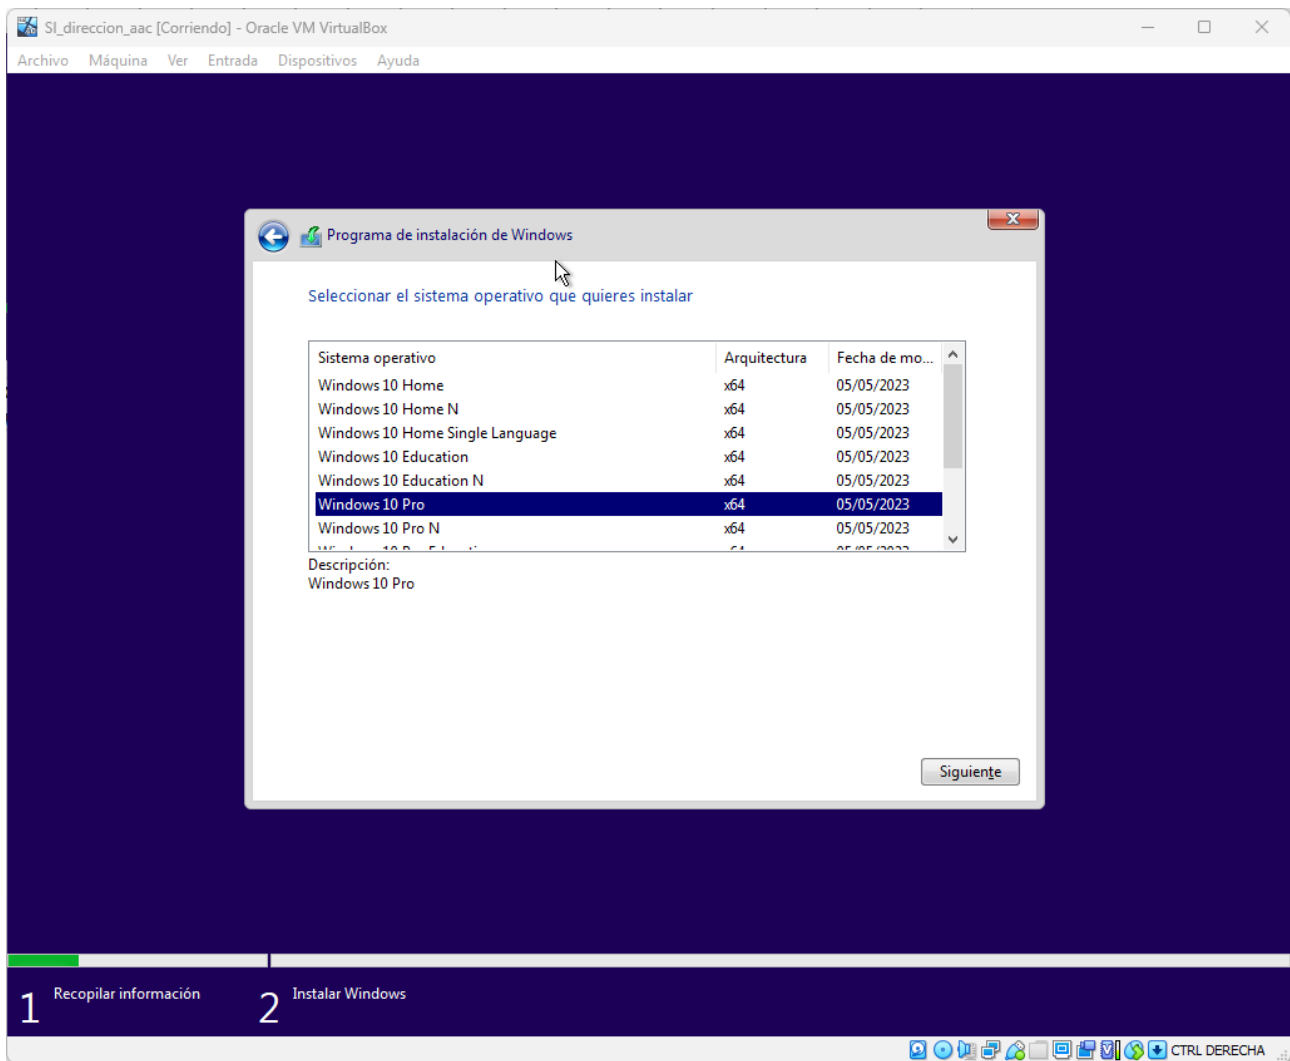 SI_direccion_aac [Corriendo] - Oracle VM VirtualBox
Archivo Máquina Ver Entrada Dispositivos Ayuda
Programa de instalación de Windows
Seleccionar el sistema operativo que quieres instalar
Sistema operativo Arquitectura Fecha de mo...
Windows 10 Home x64 05/05/2023
Windows 10 Home N x64 05/05/2023
Windows 10 Home Single Language x64 05/05/2023
Windows 10 Education x64 05/05/2023
Windows 10 Education N x64 05/05/2023
Windows 10 Pro x64 05/05/2023
Windows 10 Pro N x64 05/05/2023
Descripción:
Windows 10 Pro
Siguiente
1 Recopilar información 2 Instalar Windows
CTRL DERECHA